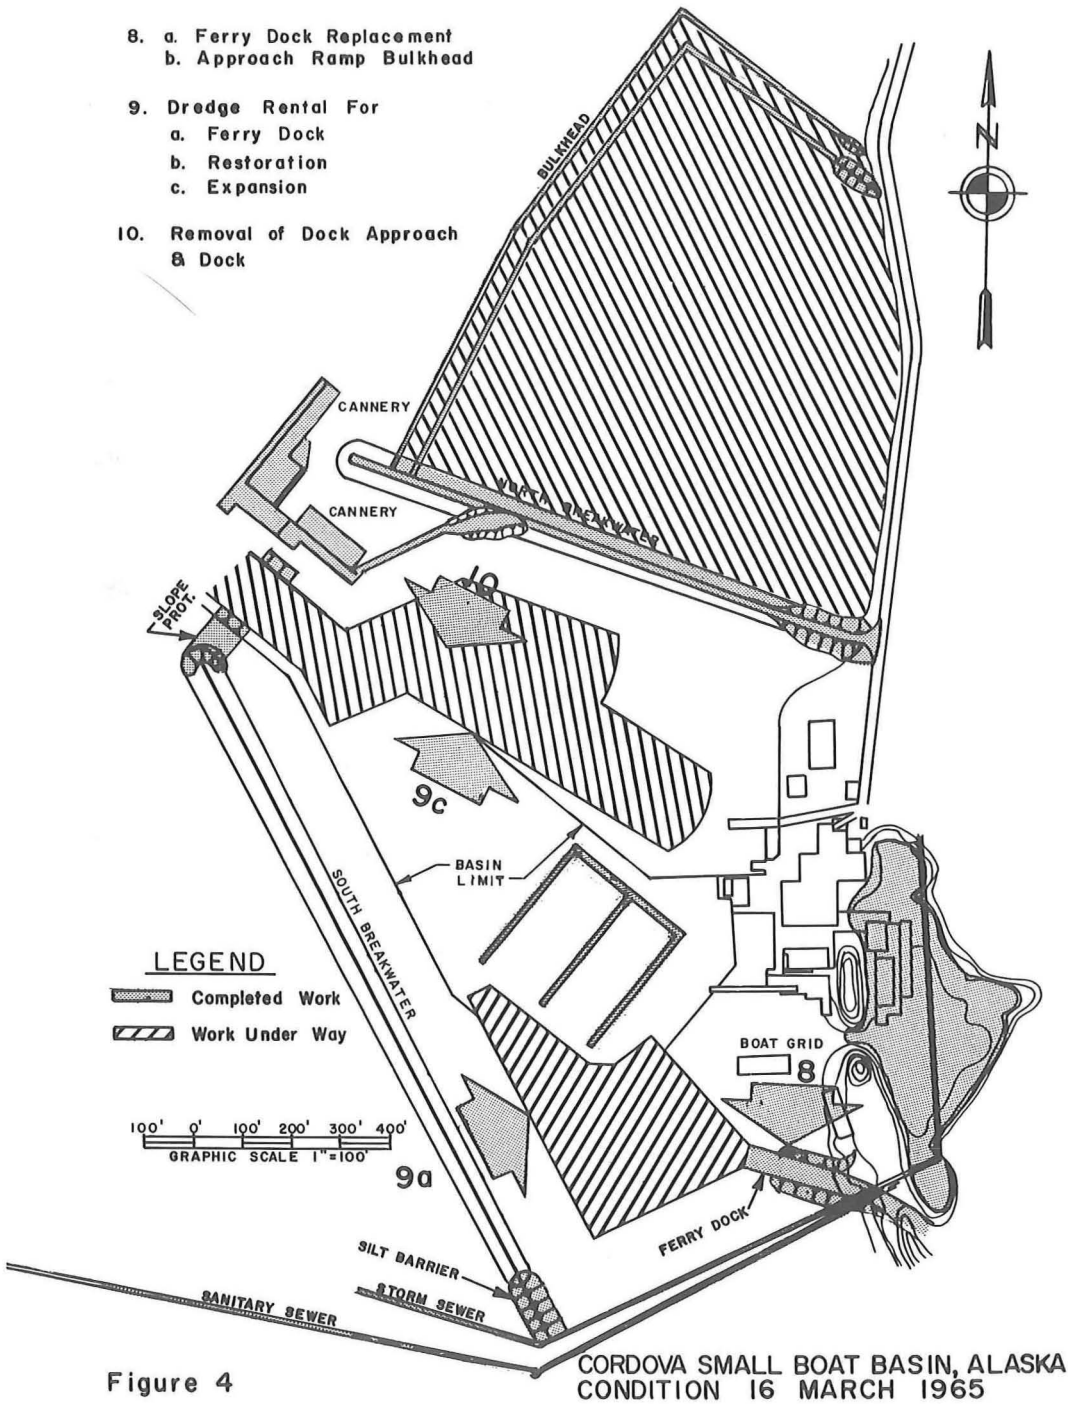 8. a. Ferry Dock Replacement
b. Approach Ramp Bulkhead
9. Dredge Rental For
a. Ferry Dock
b. Restoration
c. Expansion
10. Removal of Dock Approach
& Dock
N
BULKHEAD
CANNERY
CANNERY
NORTH BREAKWATER
10
SLOPE
PROT.
9c
BASIN
LIMIT
SOUTH BREAKWATER
LEGEND
Completed Work
Work Under Way
BOAT GRID
8
100' 0' 100' 200' 300' 400'
GRAPHIC SCALE 1"=100'
9a
FERRY DOCK
SILT BARRIER
STORM SEWER
SANITARY SEWER
Figure 4
CORDOVA SMALL BOAT BASIN, ALASKA
CONDITION 16 MARCH 1965